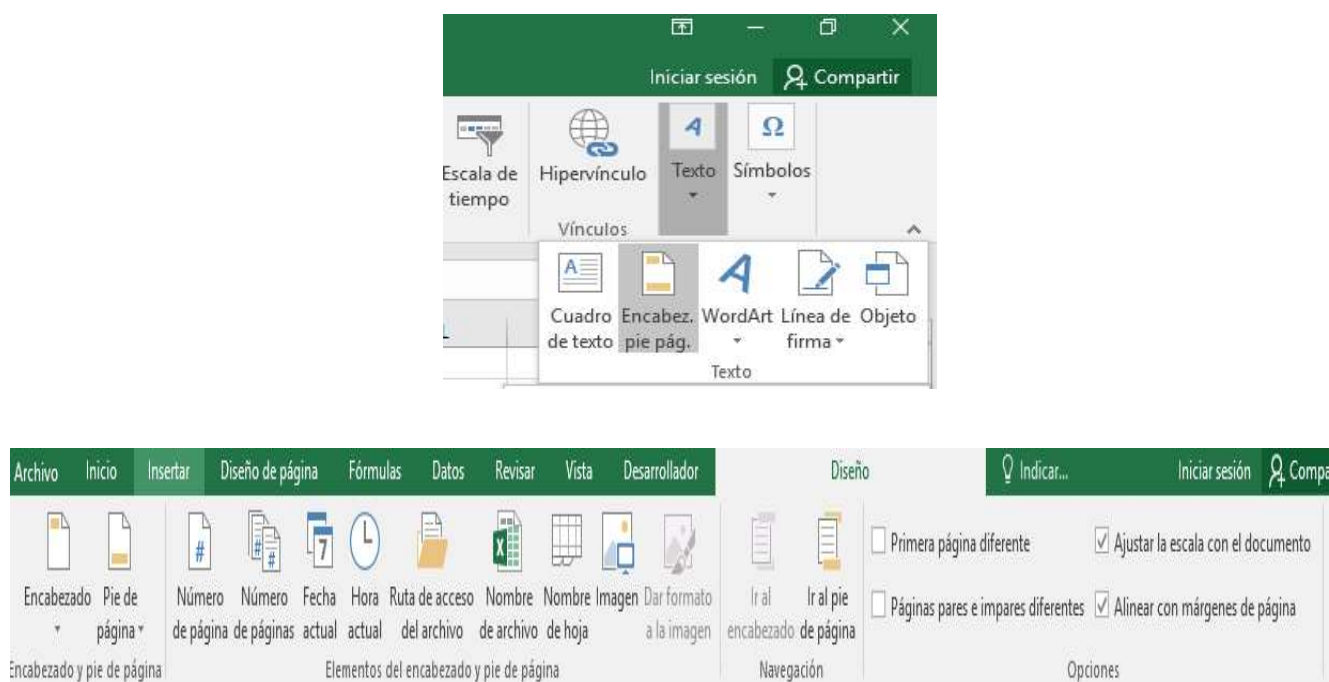 Iniciar sesión Compartir
Escala de tiempo Hipervínculo Texto Símbolos
Vínculos
A Cuadro de texto Encabez. pie pág. WordArt Línea de firma Objeto
Texto
Archivo Inicio Insertar Diseño de página Fórmulas Datos Revisar Vista Desarrollador Diseño Indicar... Iniciar sesión Compa
Primera página diferente Ajustar la escala con el documento
Encabezado Pie de Número Número Fecha Hora Ruta de acceso Nombre Nombre Imagen Dar formato Ir al Ir al pie
Páginas pares e impares diferentes Alinear con márgenes de página
página de página de páginas actual actual del archivo de archivo de hoja a la imagen encabezado de página
Encabezado y pie de página Elementos del encabezado y pie de página Navegación Opciones